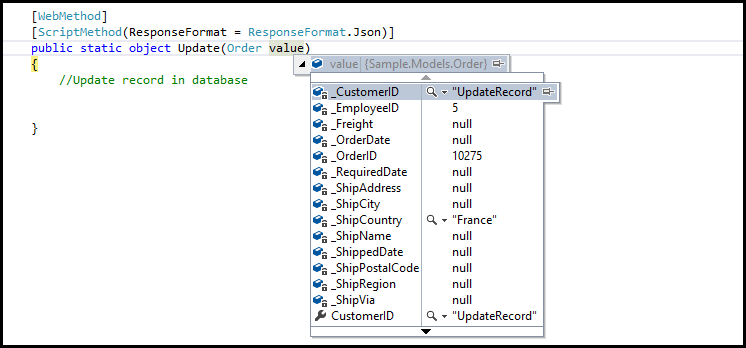 [WebMethod]
[ScriptMethod(ResponseFormat = ResponseFormat.Json)]
public static object Update(Order value)
{
value {Sample.Models.Order}
//Update record in database
_CustomerID "UpdateRecord"
_EmployeeID 5
_Freight null
_OrderDate null
_OrderID 10275
_RequiredDate null
_ShipAddress null
_ShipCity null
_ShipCountry "France"
_ShipName null
_ShippedDate null
_ShipPostalCode null
_ShipRegion null
_ShipVia null
CustomerID "UpdateRecord"
}